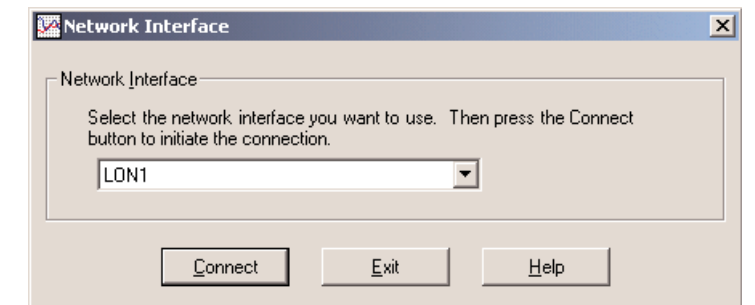 Network Interface
Network Interface
Select the network interface you want to use.  Then press the Connect
button to initiate the connection.
LON1
Connect Exit Help